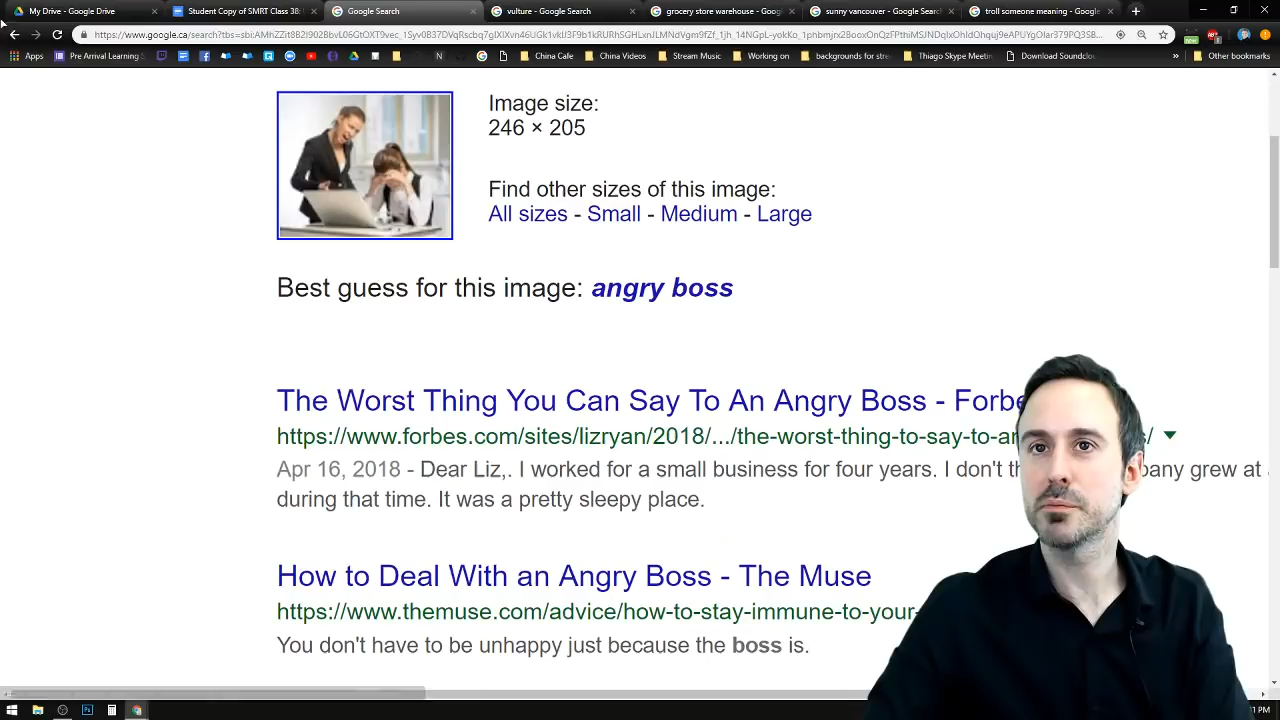 My Drive - Google Drive
Student Copy of SMRT Class 38:
Google Search
vulture - Google Search
grocery store warehouse - Goog
sunny vancouver - Google Search
troll someone meaning - Google
Apps
Pre Arrival Learning
China Cafe
China Videos
Stream Music
Working on
backgrounds for stre
Thiago Skype Meetin
Download Soundclou
Other bookmarks
Image size:
246 × 205
Find other sizes of this image:
All sizes - Small - Medium - Large
Best guess for this image: angry boss
The Worst Thing You Can Say To An Angry Boss - Forbe
https://www.forbes.com/sites/lizryan/2018/.../the-worst-thing-to-say-to-an
Apr 16, 2018 - Dear Liz,. I worked for a small business for four years. I don't th pany grew at
during that time. It was a pretty sleepy place.
How to Deal With an Angry Boss - The Muse
https://www.themuse.com/advice/how-to-stay-immune-to-your-
You don't have to be unhappy just because the boss is.